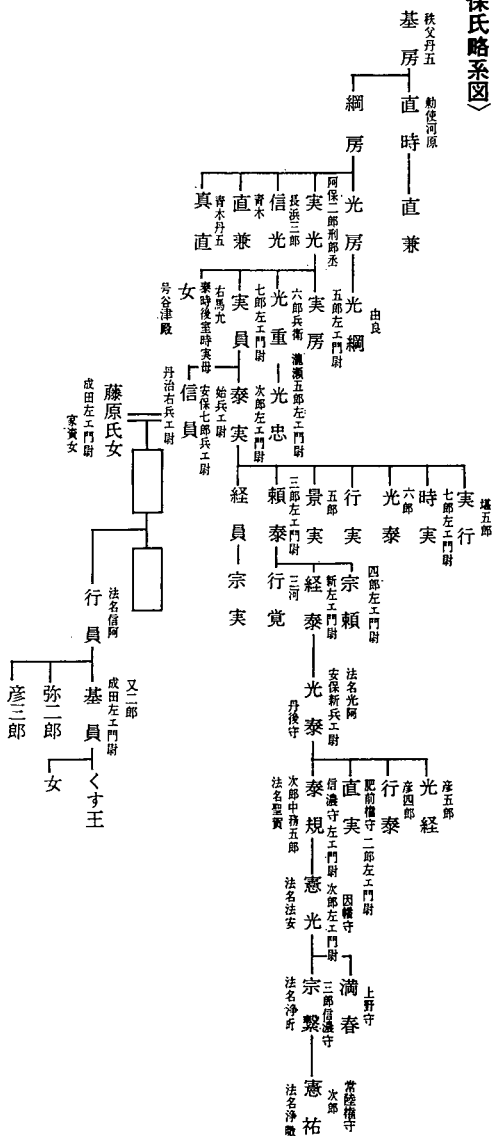 保氏略系図〉
秩父丹五
基房
勅使河原
直時
直兼
綱房
光房
由良
光綱
阿保二郎刑部丞
実光
長浜三郎
信光
青木
直兼
青木丹五
真直
五郎左エ門尉
実房
六郎兵衛
光重
滝瀬五郎左エ門尉
光忠
次郎左エ門尉
七郎左エ門尉
実員
右馬允
泰時後室時実母
女
号谷津殿
始兵エ尉
泰実
安保七郎兵エ尉
信員
丹治右兵エ尉
堪五郎
実行
七郎左エ門尉
時実
六郎
光泰
行実
五郎
景実
三郎左エ門尉
頼泰
経員
宗実
四郎左エ門尉
宗頼
新左エ門尉
経泰
三河
行覚
法名光阿
安保新兵エ尉
光泰
丹後守
彦五郎
光経
彦四郎
行泰
肥前権守 二郎左エ門尉
直実
信濃守左エ門尉
泰規
次郎中務五郎
法名聖賀
因幡守
次郎左エ門尉
憲光
法名法安
上野守
満春
三郎信濃守
宗繋
法名浄
常陸権守
次郎
憲祐
法名浄
藤原氏女
成田左エ門尉
家資女
法名信阿
行員
又二郎
成田左エ門尉
基員
弥二郎
彦三郎
くす王
女